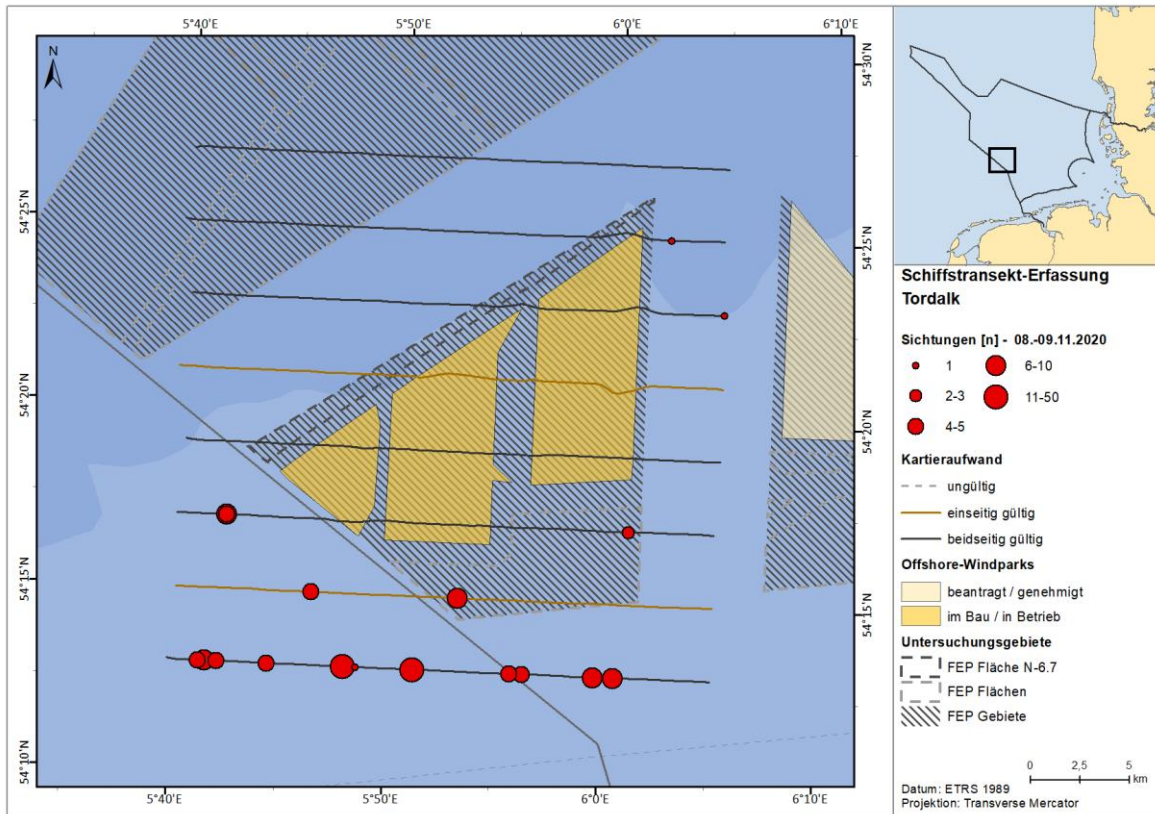 5°40'E 5°50'E 6°0'E 6°10'E
N
54°30'N
54°25'N
54°25'N
54°20'N
54°20'N
54°15'N
54°15'N
54°10'N
5°40'E 5°50'E 6°0'E 6°10'E
Schiffstransekt-Erfassung
Tordalk
Sichtungen [n] - 08.-09.11.2020
1 6-10
2-3 11-50
4-5
Kartieraufwand
ungültig
einseitig gültig
beidseitig gültig
Offshore-Windparks
beantragt / genehmigt
im Bau / in Betrieb
Untersuchungsgebiete
FEP Fläche N-6.7
FEP Flächen
FEP Gebiete
0 2,5 5
km
Datum: ETRS 1989
Projektion: Transverse Mercator